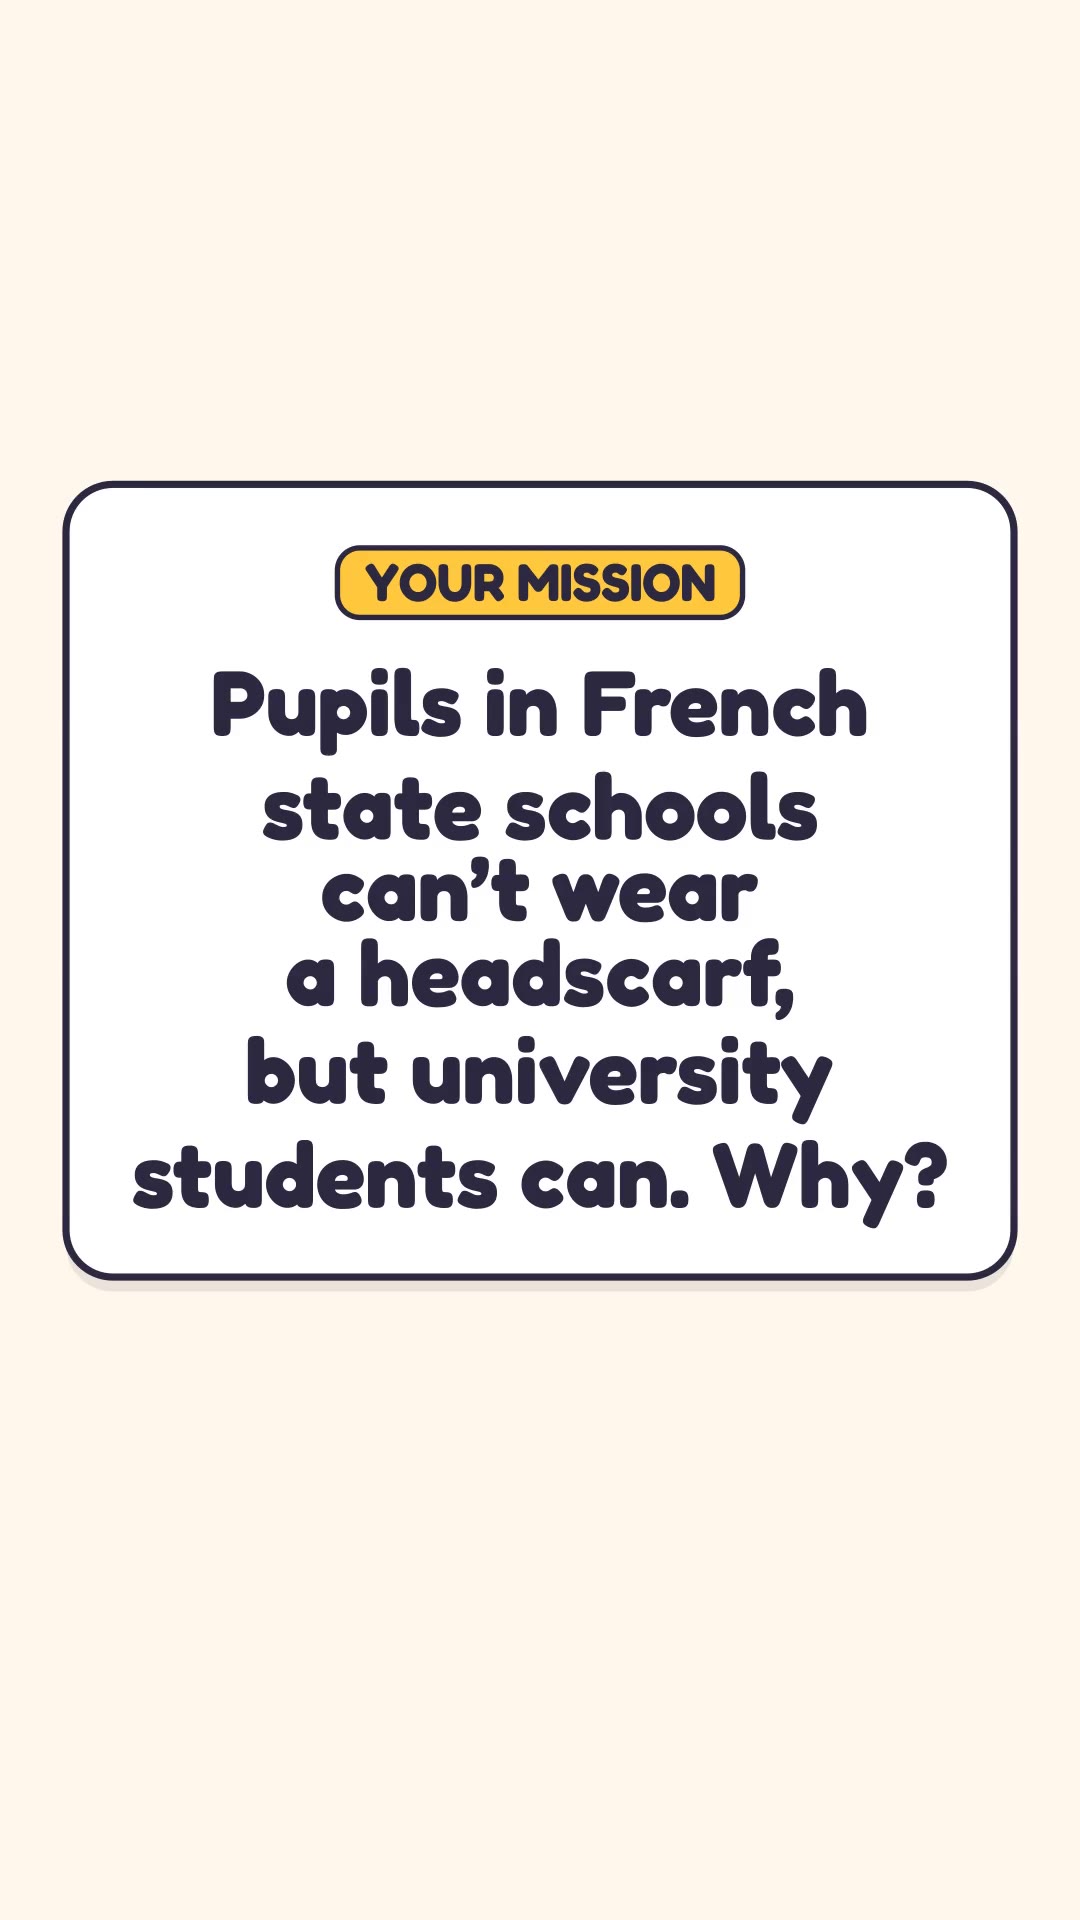 YOUR MISSION
Pupils in French
state schools
can’t wear
a headscarf,
but university
students can. Why?